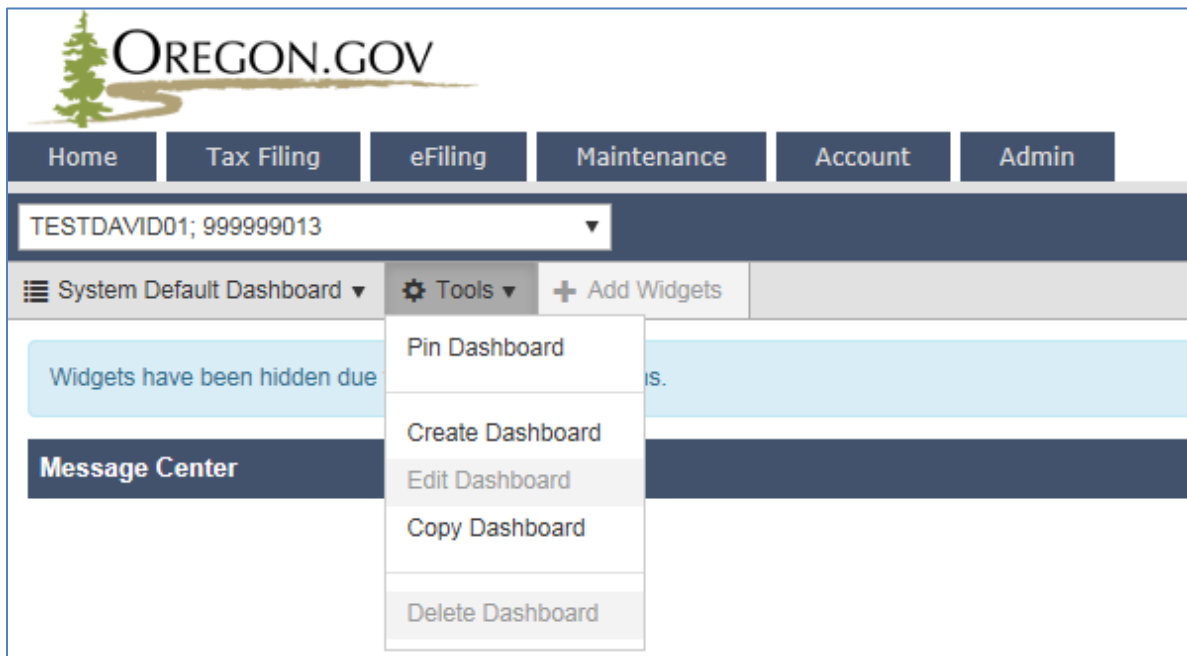 OREGON.GOV
Home Tax Filing eFiling Maintenance Account Admin
TESTDAVID01; 999999013
System Default Dashboard Tools Add Widgets
Pin Dashboard
Widgets have been hidden due
Create Dashboard
Message Center
Edit Dashboard
Copy Dashboard
Delete Dashboard